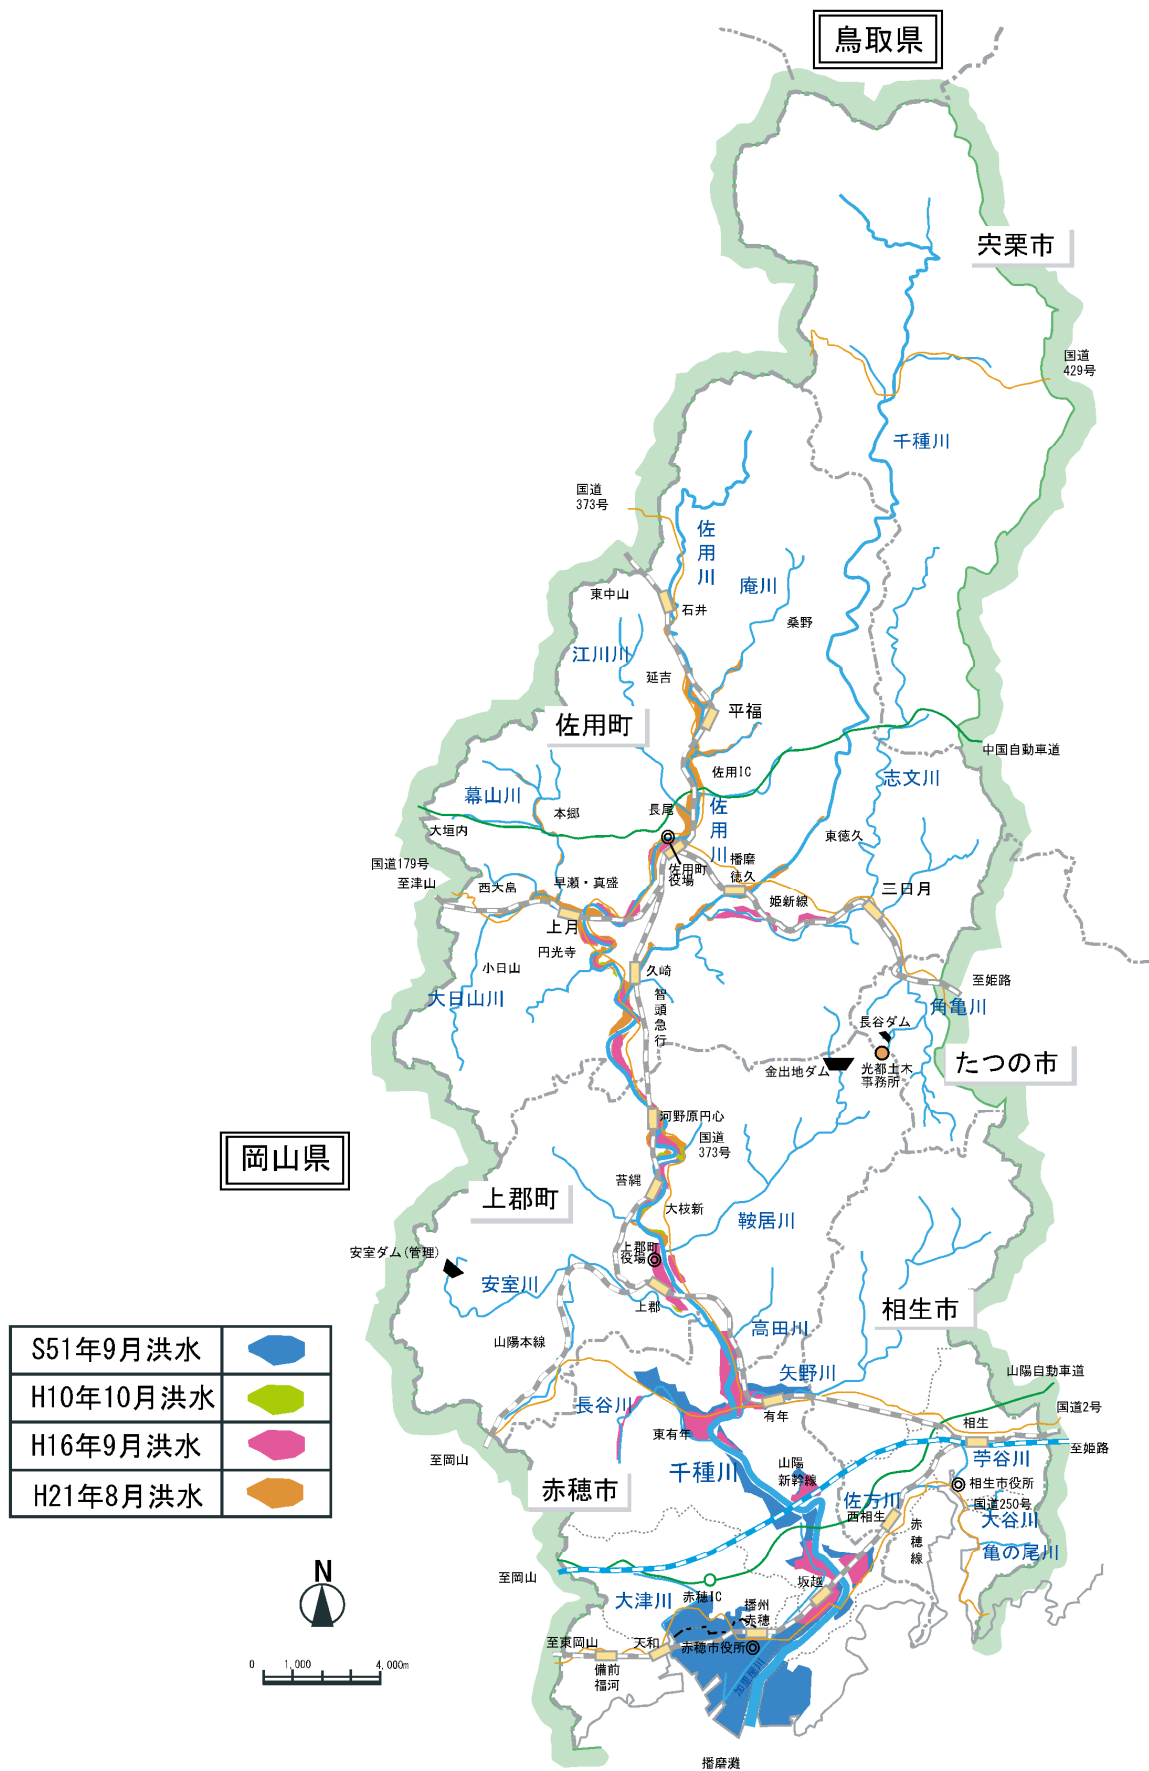 鳥取県
宍粟市
国道
429号
千種川
国道
373号
佐用川
庵川
東中山
石井
桑野
江川川
延吉
平福
佐用町
中国自動車道
佐用IC
志文川
幕山川
長尾
佐用川
本郷
大垣内
東徳久
国道179号
播磨
徳久
佐用町
役場
至津山
西大畠
早瀬・真盛
三日月
姫新線
上月
円光寺
小日山
久崎
至姫路
大日山川
智頭急行
角亀川
長谷ダム
たつの市
金出地ダム
光都土木
事務所
河野原円心
国道
373号
岡山県
苔縄
上郡町
大枝新
鞍居川
安室ダム(管理)
上郡町
役場
安室川
上郡
相生市
高田川
山陽本線
S51年9月洪水
矢野川
山陽自動車道
H10年10月洪水
長谷川
国道2号
有年
相生
東有年
H16年9月洪水
至姫路
至岡山
苧谷川
千種川
山陽
新幹線
相生市役所
赤穂市
H21年8月洪水
佐方川
国道250号
西相生
大谷川
赤穂線
亀の尾川
N
至岡山
坂越
大津川
赤穂IC
播州
赤穂
至東岡山
天和
赤穂市役所
0 1,000 4,000m
備前
福河
加里屋川
播磨灘